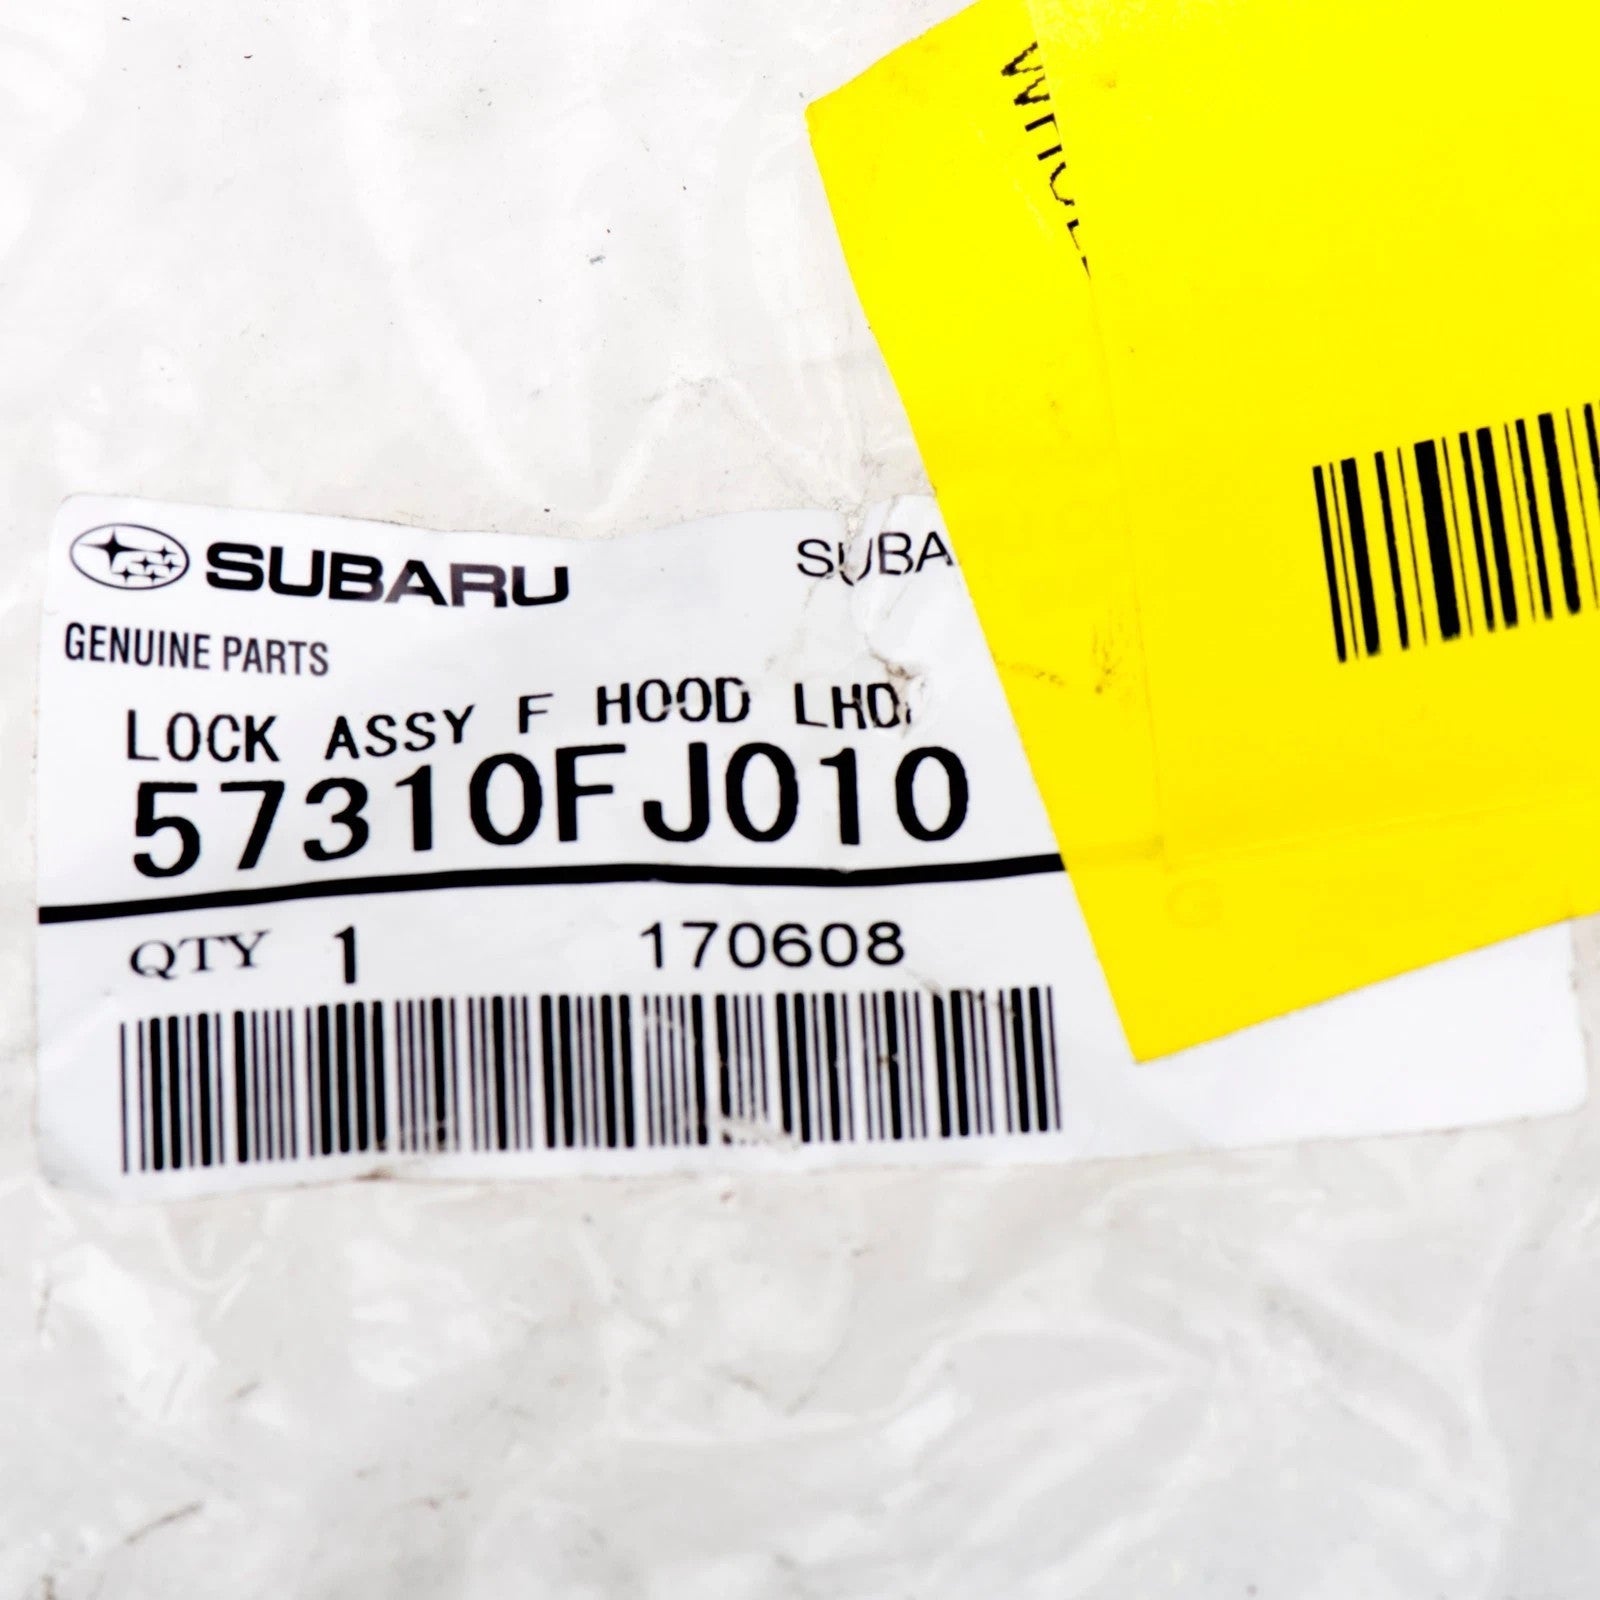 SUBARU
SUBA
GENUINE PARTS
LOCK ASSY F HOOD LHD
57310FJ010
QTY 1 170608